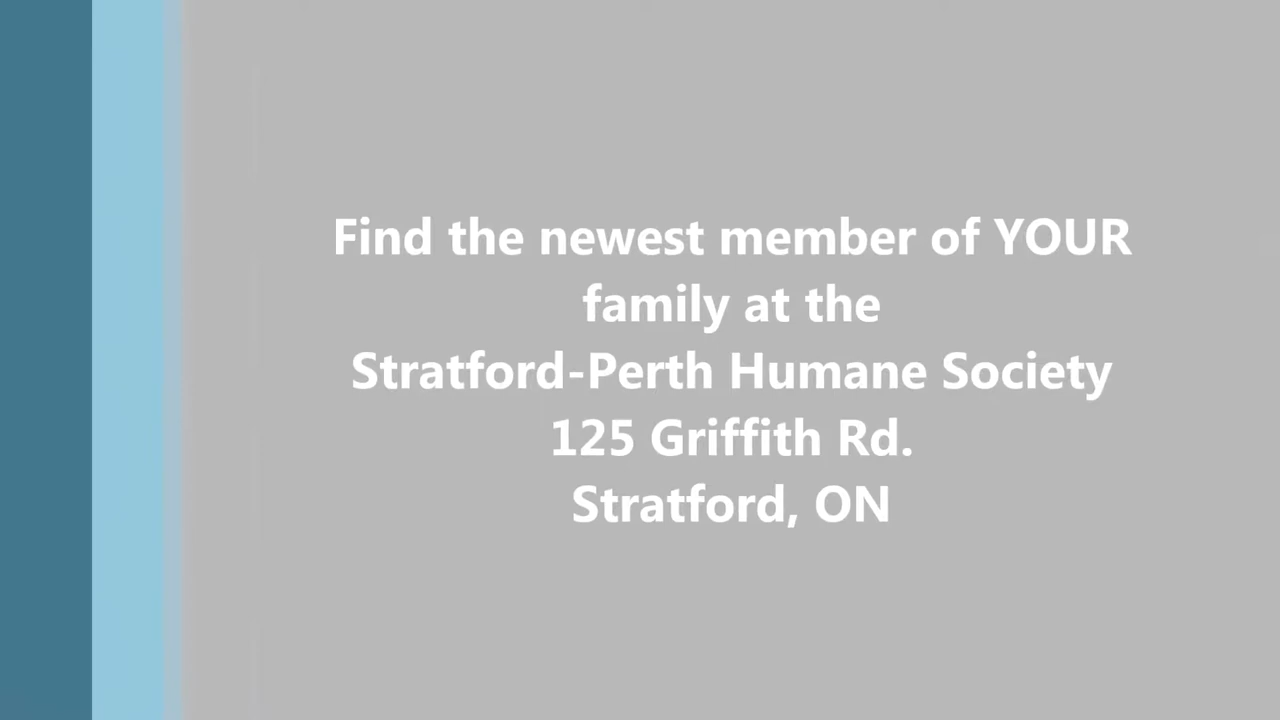 Find the newest member of YOUR
family at the
Stratford-Perth Humane Society
125 Griffith Rd.
Stratford, ON